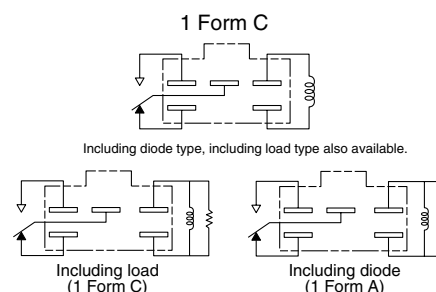 1 Form C
Including diode type, including load type also available.
Including load
(1 Form C)
Including diode
(1 Form A)